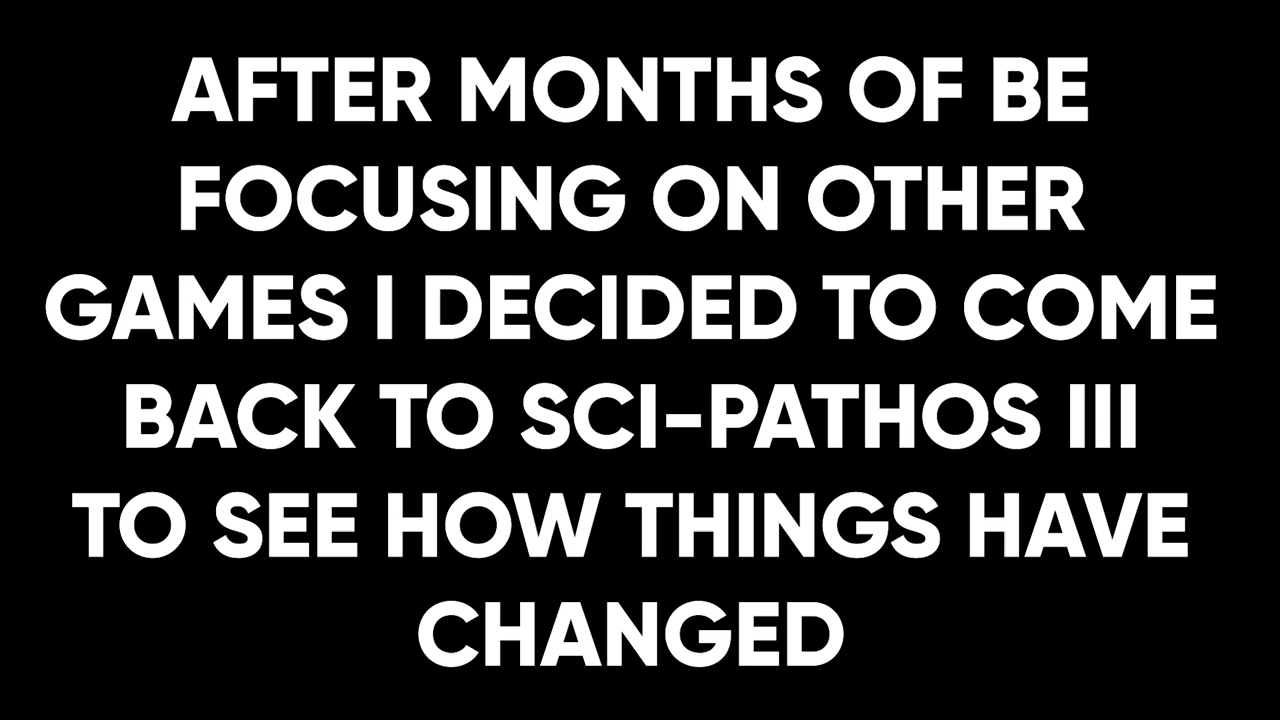 AFTER MONTHS OF BE
FOCUSING ON OTHER
GAMES I DECIDED TO COME
BACK TO SCI-PATHOS III
TO SEE HOW THINGS HAVE
CHANGED